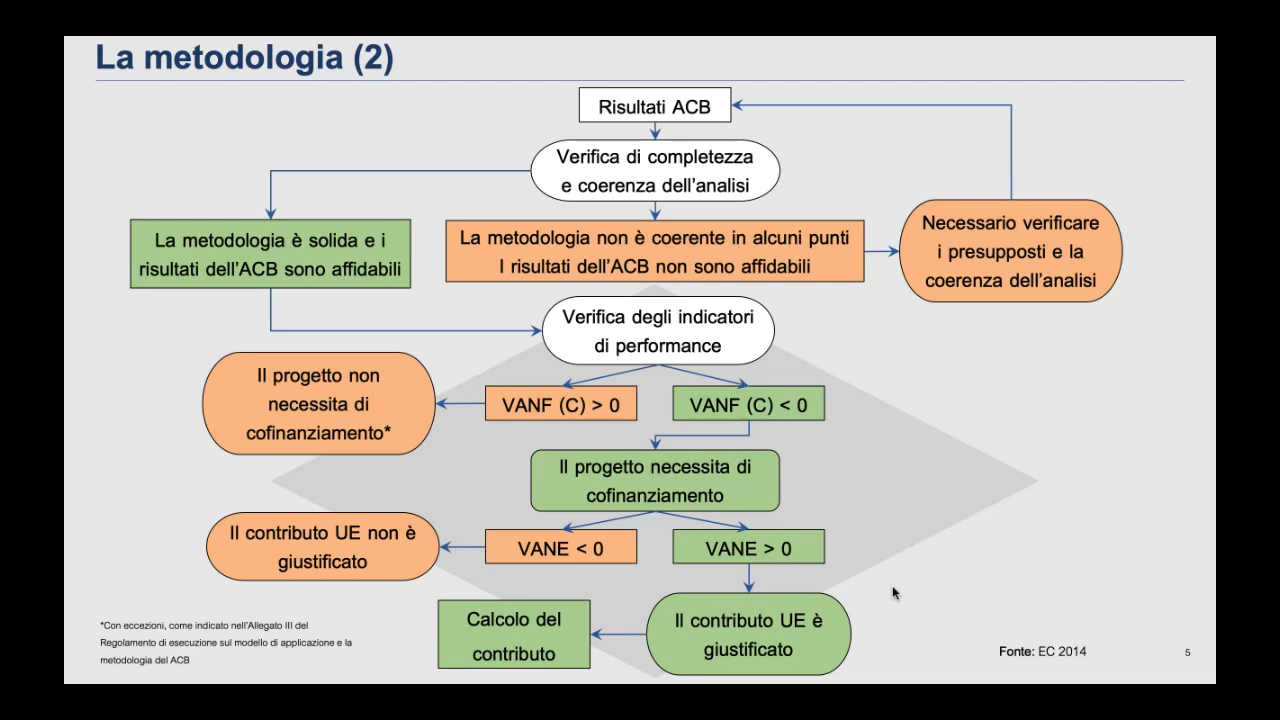 La metodologia (2)
Risultati ACB
Verifica di completezza
e coerenza dell'analisi
La metodologia è solida e i
risultati dell'ACB sono affidabili
La metodologia non è coerente in alcuni punti
I risultati dell'ACB non sono affidabili
Necessario verificare
i presupposti e la
coerenza dell'analisi
Verifica degli indicatori
di performance
Il progetto non
necessita di
cofinanziamento*
VANF (C) > 0
VANF (C) < 0
Il progetto necessita di
cofinanziamento
Il contributo UE non è
giustificato
VANE < 0
VANE > 0
Calcolo del
contributo
Il contributo UE è
giustificato
*Con eccezioni, come indicato nell'Allegato III del
Regolamento di esecuzione sul modello di applicazione e la
metodologia del ACB
Fonte: EC 2014
5